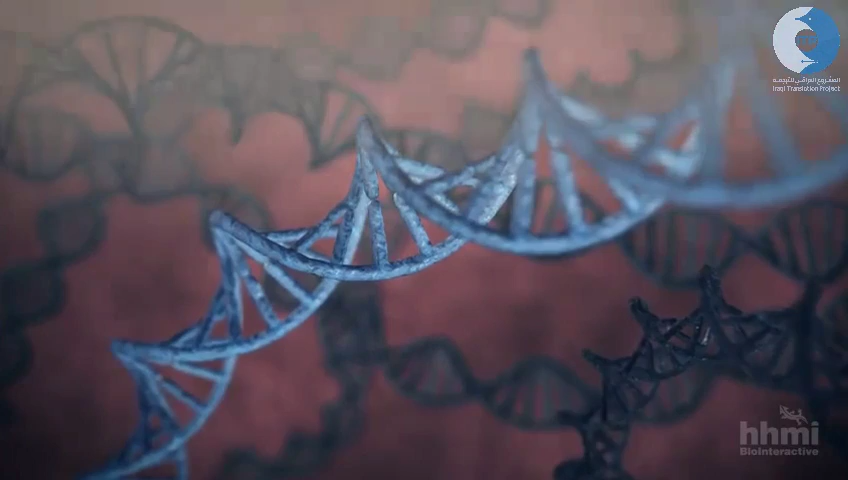 المشروع العراقي للترجمة
Iraqi Translation Project
hhmi
BioInteractive